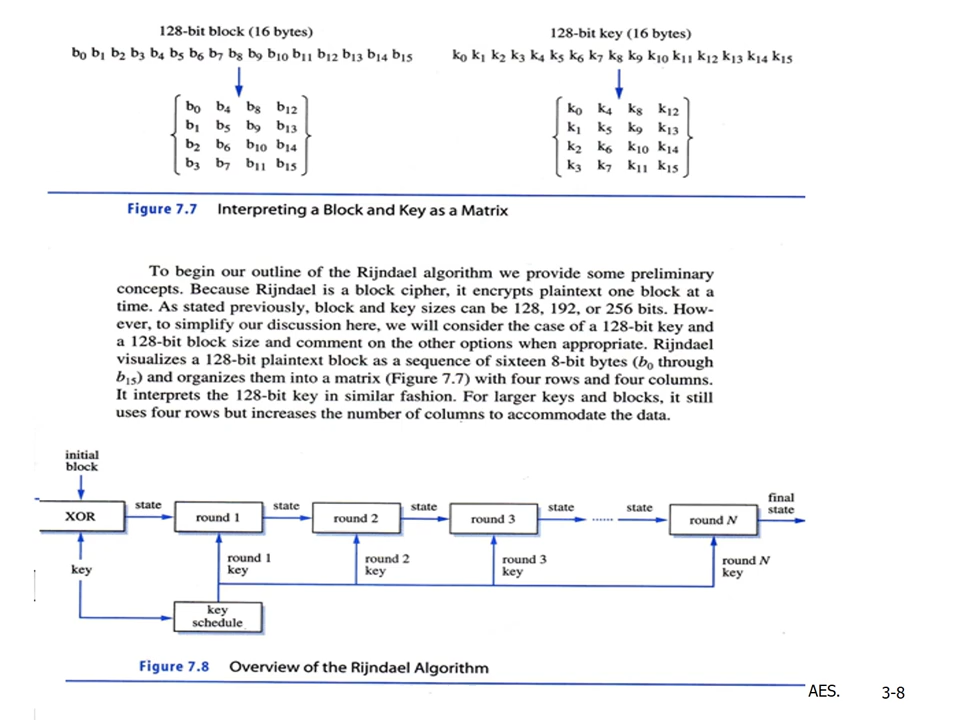 128-bit block (16 bytes)
b0 b1 b2 b3 b4 b5 b6 b7 b8 b9 b10 b11 b12 b13 b14 b15
b0 b4 b8 b12
b1 b5 b9 b13
b2 b6 b10 b14
b3 b7 b11 b15
128-bit key (16 bytes)
k0 k1 k2 k3 k4 k5 k6 k7 k8 k9 k10 k11 k12 k13 k14 k15
k0 k4 k8 k12
k1 k5 k9 k13
k2 k6 k10 k14
k3 k7 k11 k15
Figure 7.7 Interpreting a Block and Key as a Matrix
To begin our outline of the Rijndael algorithm we provide some preliminary
concepts. Because Rijndael is a block cipher, it encrypts plaintext one block at a
time. As stated previously, block and key sizes can be 128, 192, or 256 bits. How-
ever, to simplify our discussion here, we will consider the case of a 128-bit key and
a 128-bit block size and comment on the other options when appropriate. Rijndael
visualizes a 128-bit plaintext block as a sequence of sixteen 8-bit bytes (b0 through
b15) and organizes them into a matrix (Figure 7.7) with four rows and four columns.
It interprets the 128-bit key in similar fashion. For larger keys and blocks, it still
uses four rows but increases the number of columns to accommodate the data.
initial
block
XOR
state
round 1
state
round 2
state
round 3
state
......
state
round N
final
state
key
round 1
key
round 2
key
round 3
key
round N
key
key
schedule
Figure 7.8 Overview of the Rijndael Algorithm
AES. 3-8